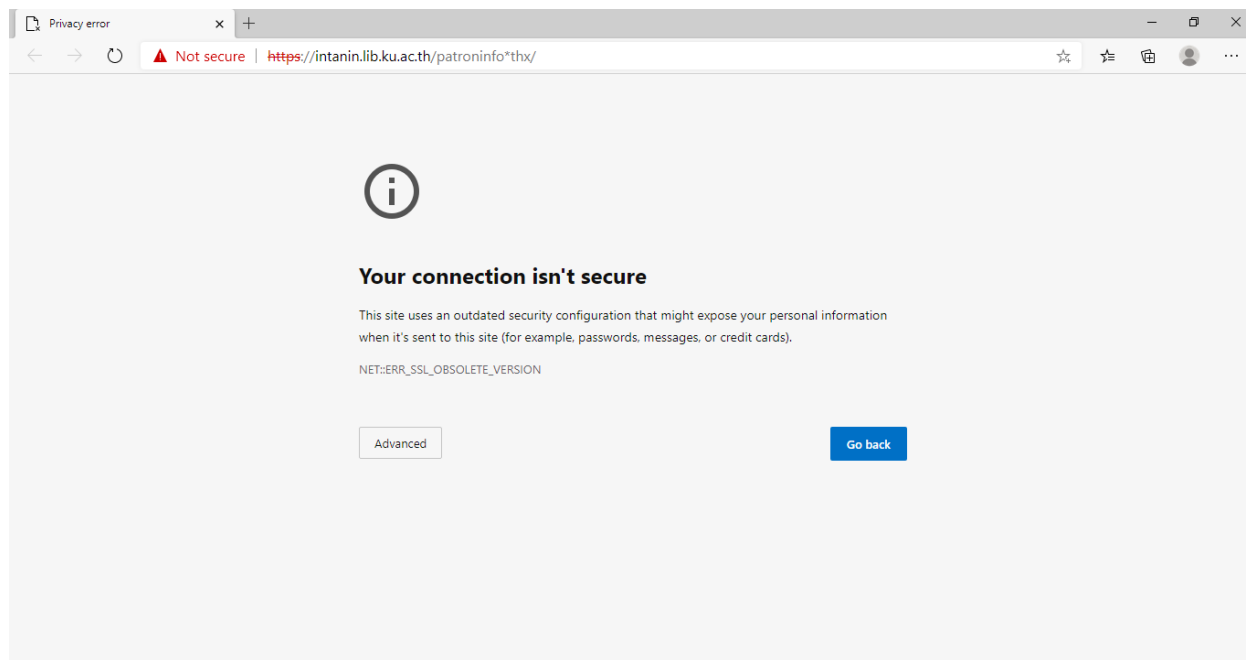 Privacy error
Not secure | https://intanin.lib.ku.ac.th/patroninfo*thx/
Your connection isn't secure
This site uses an outdated security configuration that might expose your personal information
when it's sent to this site (for example, passwords, messages, or credit cards).
NET::ERR_SSL_OBSOLETE_VERSION
Advanced
Go back